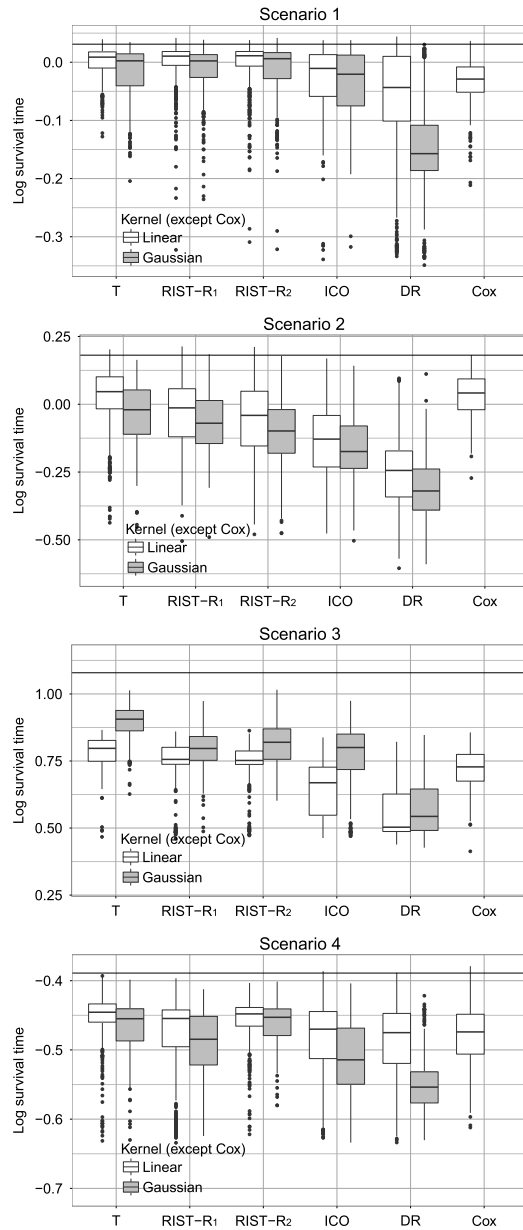 Scenario 1
Log survival time
0.0
−0.1
−0.2
−0.3
Kernel (except Cox)
Linear
Gaussian
T RIST−R1 RIST−R2 ICO DR Cox
Scenario 2
Log survival time
0.25
0.00
−0.25
−0.50
Kernel (except Cox)
Linear
Gaussian
T RIST−R1 RIST−R2 ICO DR Cox
Scenario 3
Log survival time
1.00
0.75
0.50
0.25
Kernel (except Cox)
Linear
Gaussian
T RIST−R1 RIST−R2 ICO DR Cox
Scenario 4
Log survival time
−0.4
−0.5
−0.6
−0.7
Kernel (except Cox)
Linear
Gaussian
T RIST−R1 RIST−R2 ICO DR Cox